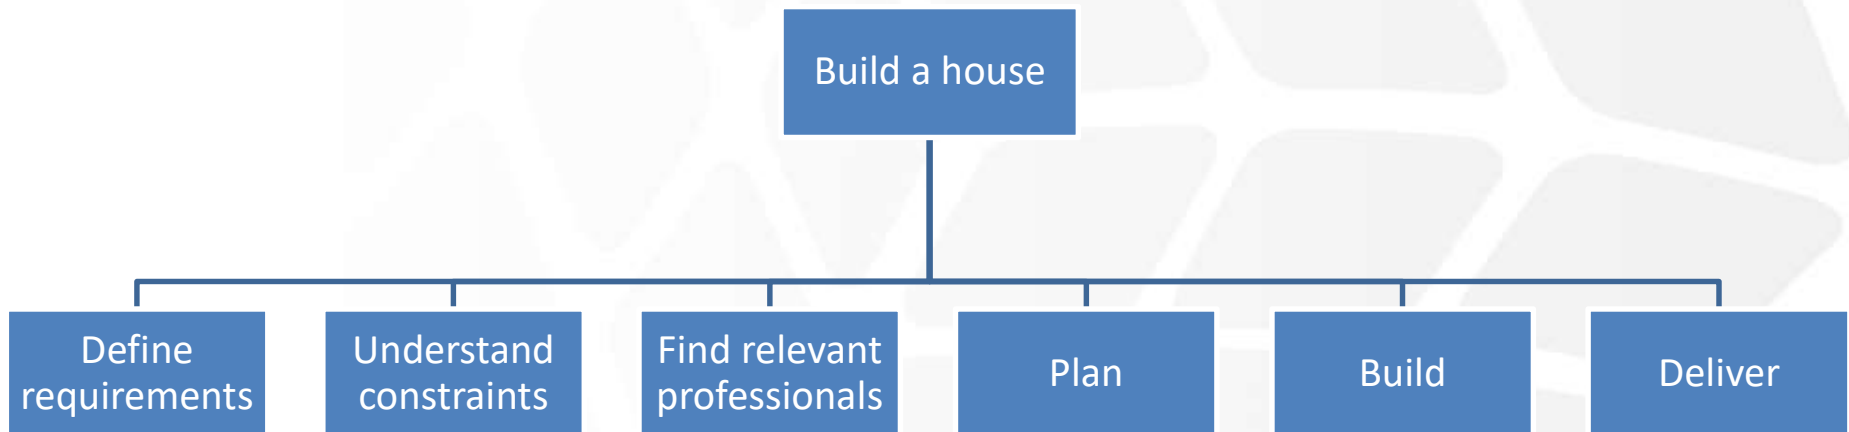 Build a house
Define
requirements
Understand
constraints
Find relevant
professionals
Plan
Build
Deliver